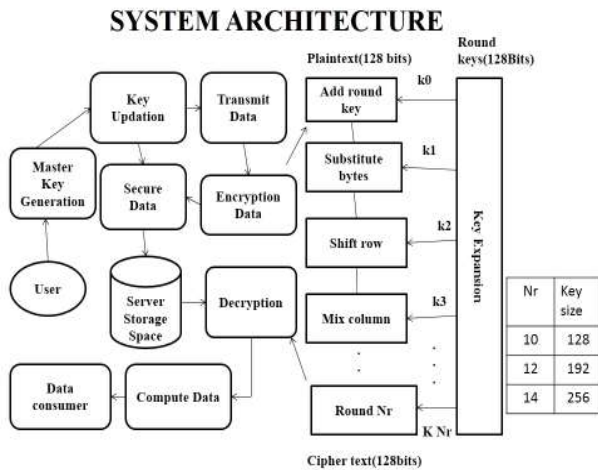 SYSTEM ARCHITECTURE
Plaintext(128 bits)
Round
keys(128Bits)
Key
Updation
Transmit
Data
Add round
key
k0
Master
Key
Generation
Secure
Data
Encryption Data
Substitute
bytes
k1
Shift row
k2
Key Expansion
User
Server
Storage
Space
Decryption
Mix column
k3
Nr
Key
size
10
128
12
192
14
256
Data
consumer
Compute Data
Round Nr
K Nr
Cipher text(128bits)